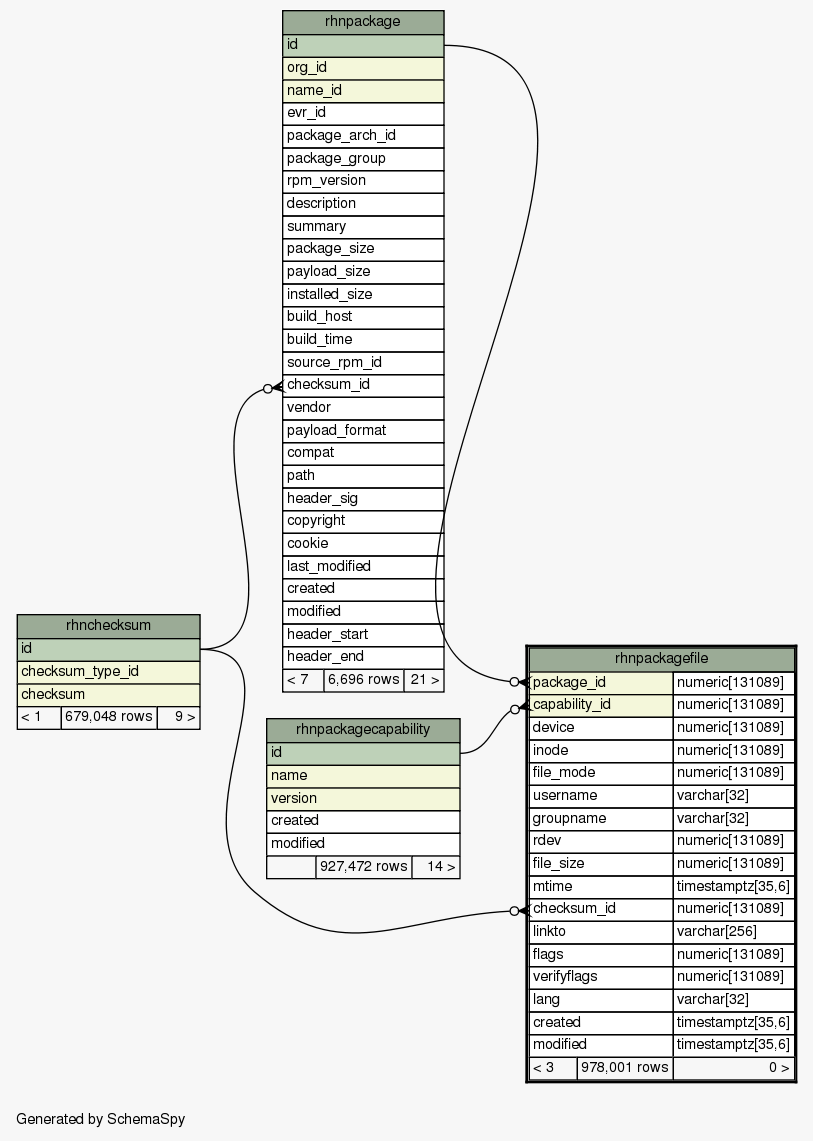 rhnpackage
id
org_id
name_id
evr_id
package_arch_id
package_group
rpm_version
description
summary
package_size
payload_size
installed_size
build_host
build_time
source_rpm_id
checksum_id
vendor
payload_format
compat
path
header_sig
copyright
cookie
last_modified
created
modified
header_start
header_end
< 7 6,696 rows 21 >
rhnchecksum
id
checksum_type_id
checksum
< 1 679,048 rows 9 >
rhnpackagecapability
id
name
version
created
modified
927,472 rows 14 >
rhnpackagefile
package_id numeric[131089]
capability_id numeric[131089]
device numeric[131089]
inode numeric[131089]
file_mode numeric[131089]
username varchar[32]
groupname varchar[32]
rdev numeric[131089]
file_size numeric[131089]
mtime timestamptz[35,6]
checksum_id numeric[131089]
linkto varchar[256]
flags numeric[131089]
verifyflags numeric[131089]
lang varchar[32]
created timestamptz[35,6]
modified timestamptz[35,6]
< 3 978,001 rows 0 >
Generated by SchemaSpy